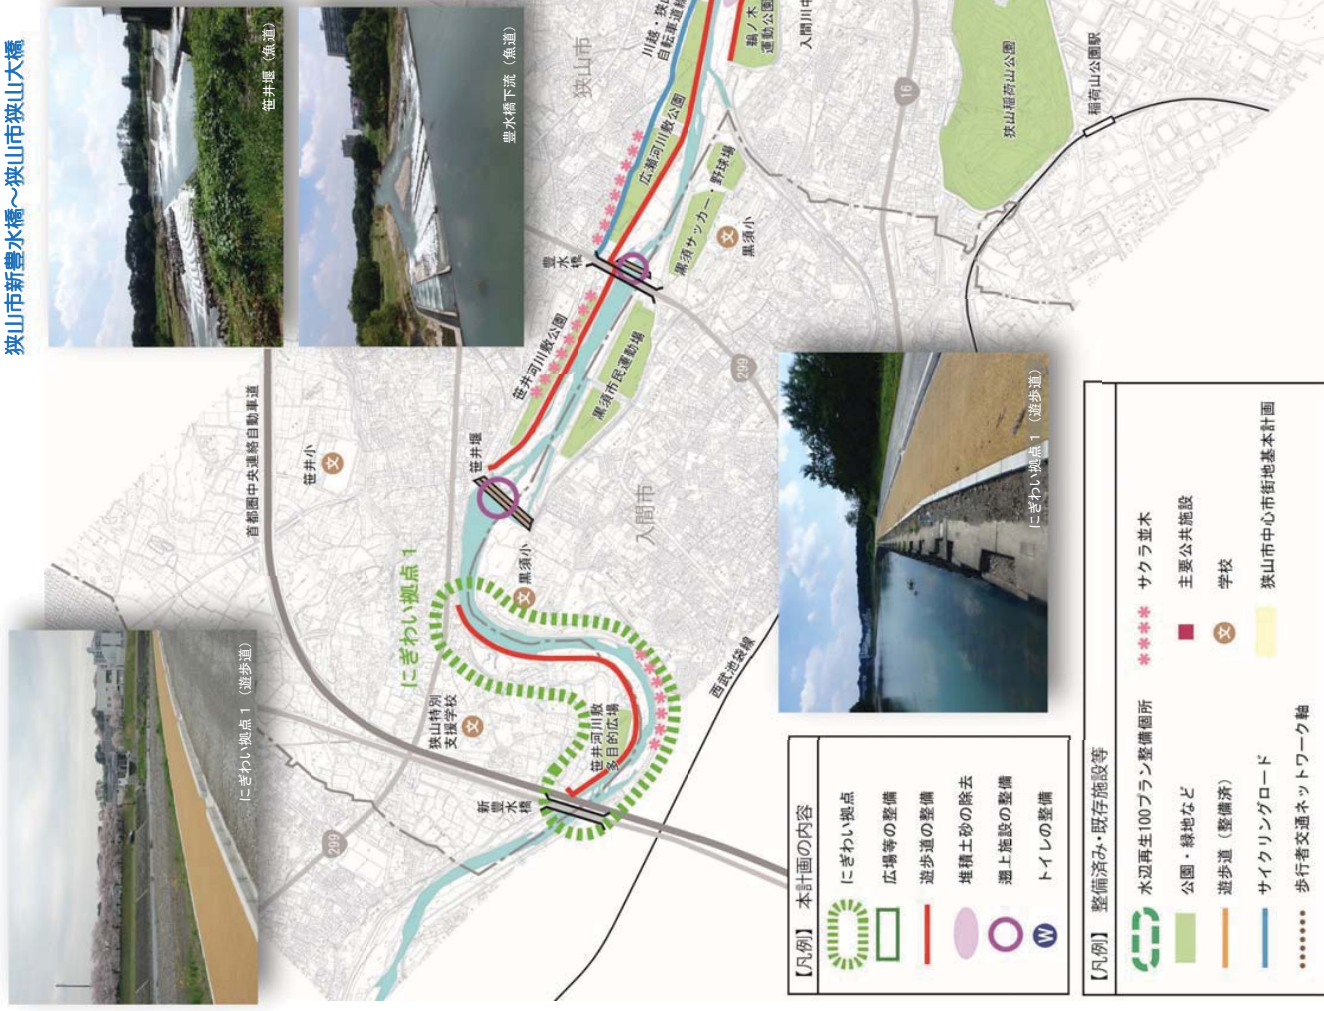 狭山市新豊水橋〜狭山市狭山大橋
にぎわい拠点 1 （遊歩道）
笹井堰（魚道）
豊水橋下流（魚道）
にぎわい拠点 1 （遊歩道）
首都圏中央連絡自動車道
笹井小
文
狭山特別
支援学校
文
にぎわい拠点 1
新
豊
水
橋
299
笹井河川敷
多目的広場
黒須小
文
笹井堰
笹井河川敷公園
豊
水
橋
狭山市
入間市
黒須市民運動場
299
西武池袋線
黒須サッカー・野球場
文
黒須小
広瀬河川敷公園
川越・狭山
自転車道線
鵜ノ木
運動公園
入間川中
16
狭山稲荷山公園
稲荷山公園駅
【凡例】 本計画の内容
にぎわい拠点
広場等の整備
遊歩道の整備
堆積土砂の除去
遡上施設の整備
W トイレの整備
【凡例】 整備済み・既存施設等
水辺再生100プラン整備個所
公園・緑地など
遊歩道（整備済）
サイクリングロード
歩行者交通ネットワーク軸
サクラ並木
主要公共施設
文 学校
狭山市中心市街地基本計画